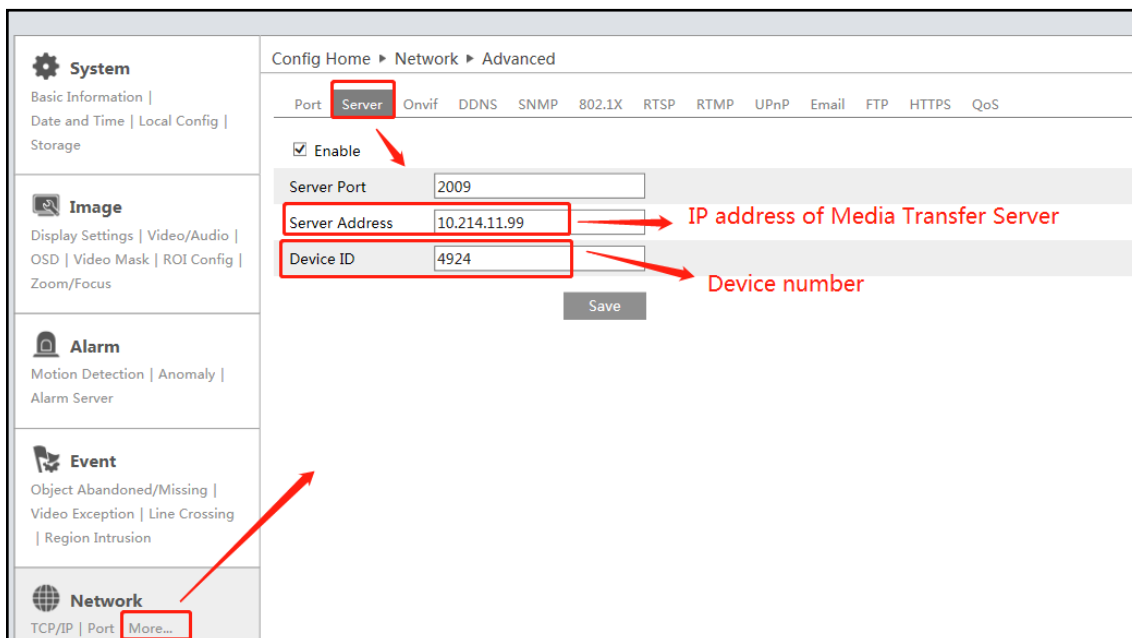 System
Basic Information |
Date and Time | Local Config |
Storage
Image
Display Settings | Video/Audio |
OSD | Video Mask | ROI Config |
Zoom/Focus
Alarm
Motion Detection | Anomaly |
Alarm Server
Event
Object Abandoned/Missing |
Video Exception | Line Crossing
| Region Intrusion
Network
TCP/IP | Port | More...
Config Home ▸ Network ▸ Advanced
Port Server Onvif DDNS SNMP 802.1X RTSP RTMP UPnP Email FTP HTTPS QoS
Enable
Server Port 2009
Server Address 10.214.11.99 IP address of Media Transfer Server
Device ID 4924
Device number
Save